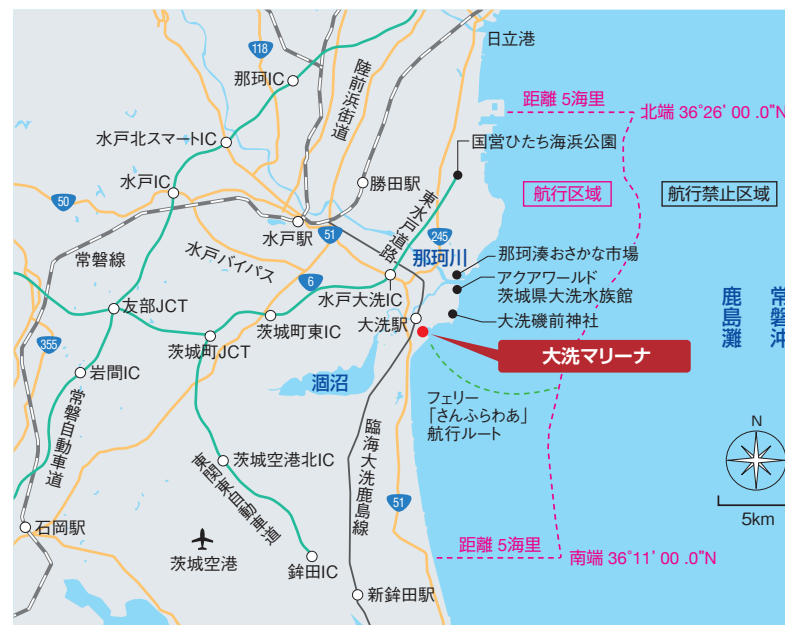 日立港
118
那珂IC
陸前浜街道
距離 5海里
北端 36°26' 00 .0"N
水戸北スマートIC
国営ひたち海浜公園
水戸IC
勝田駅
航行区域
航行禁止区域
50
東水戸道路
水戸駅
51
245
那珂川
那珂湊おさかな市場
常磐線
水戸バイパス
6
水戸大洗IC
アクアワールド
茨城県大洗水族館
友部JCT
茨城町東IC
大洗駅
大洗磯前神社
鹿島灘
常磐沖
茨城町JCT
大洗マリーナ
355
岩間IC
涸沼
フェリー
「さんふらわあ」
航行ルート
常磐自動車道
臨海大洗鹿島線
N
茨城空港北IC
東関東自動車道
51
5km
石岡駅
茨城空港
鉾田IC
距離 5海里
南端 36°11' 00 .0"N
新鉾田駅